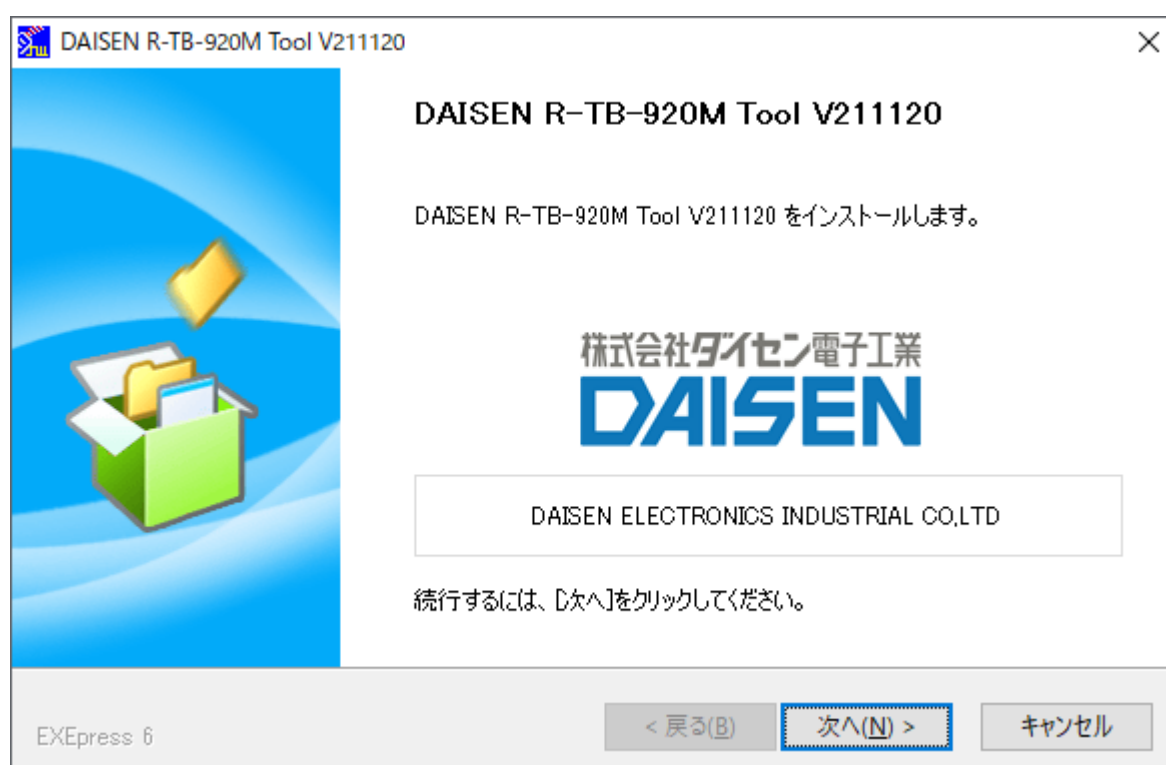 DAISEN R-TB-920M Tool V211120
DAISEN R-TB-920M Tool V211120
DAISEN R-TB-920M Tool V211120 をインストールします。
株式会社ダイセン電子工業
DAISEN
DAISEN ELECTRONICS INDUSTRIAL CO,LTD
続行するには、[次へ]をクリックしてください。
EXEpress 6
< 戻る(B)
次へ(N) >
キャンセル